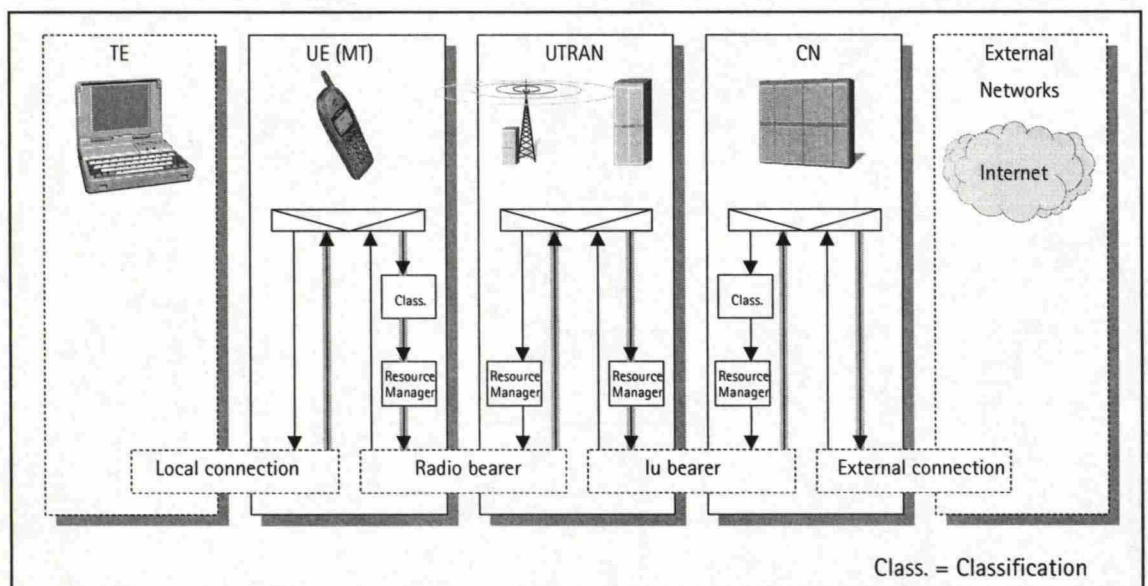 TE
UE (MT)
UTRAN
CN
External
Networks
Internet
Class.
Class.
Resource
Manager
Resource
Manager
Resource
Manager
Resource
Manager
Local connection
Radio bearer
Iu bearer
External connection
Class. = Classification